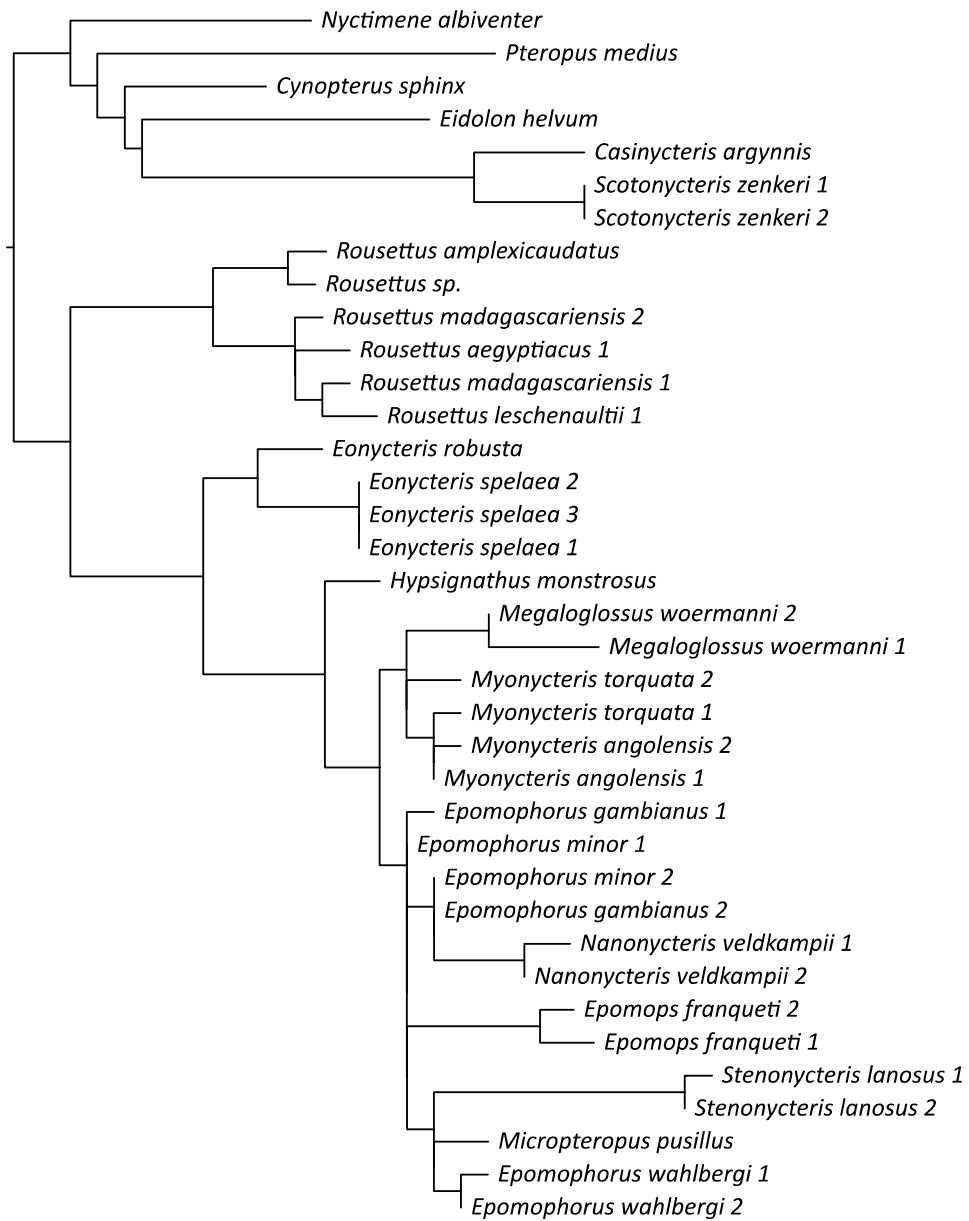 Nyctimene albiventer
Pteropus medius
Cynopterus sphinx
Eidolon helvum
Casinycteris argynnis
Scotonycteris zenkeri 1
Scotonycteris zenkeri 2
Rousettus amplexicaudatus
Rousettus sp.
Rousettus madagascariensis 2
Rousettus aegyptiacus 1
Rousettus madagascariensis 1
Rousettus leschenaultii 1
Eonycteris robusta
Eonycteris spelaea 2
Eonycteris spelaea 3
Eonycteris spelaea 1
Hypsignathus monstrosus
Megaloglossus woermanni 2
Megaloglossus woermanni 1
Myonycteris torquata 2
Myonycteris torquata 1
Myonycteris angolensis 2
Myonycteris angolensis 1
Epomophorus gambianus 1
Epomophorus minor 1
Epomophorus minor 2
Epomophorus gambianus 2
Nanonycteris veldkampii 1
Nanonycteris veldkampii 2
Epomops franqueti 2
Epomops franqueti 1
Stenonycteris lanosus 1
Stenonycteris lanosus 2
Micropteropus pusillus
Epomophorus wahlbergi 1
Epomophorus wahlbergi 2